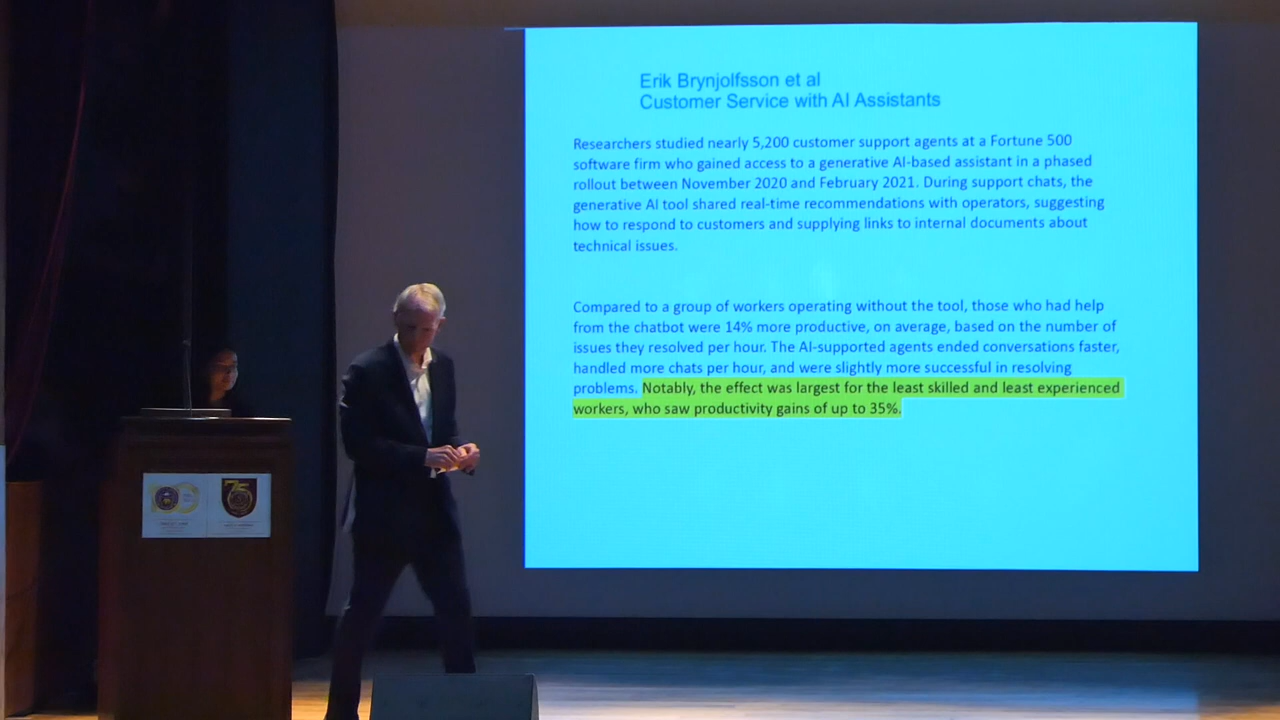 Erik Brynjolfsson et al
Customer Service with AI Assistants
Researchers studied nearly 5,200 customer support agents at a Fortune 500
software firm who gained access to a generative AI-based assistant in a phased
rollout between November 2020 and February 2021. During support chats, the
generative AI tool shared real-time recommendations with operators, suggesting
how to respond to customers and supplying links to internal documents about
technical issues.
Compared to a group of workers operating without the tool, those who had help
from the chatbot were 14% more productive, on average, based on the number of
issues they resolved per hour. The AI-supported agents ended conversations faster,
handled more chats per hour, and were slightly more successful in resolving
problems. Notably, the effect was largest for the least skilled and least experienced
workers, who saw productivity gains of up to 35%.
75